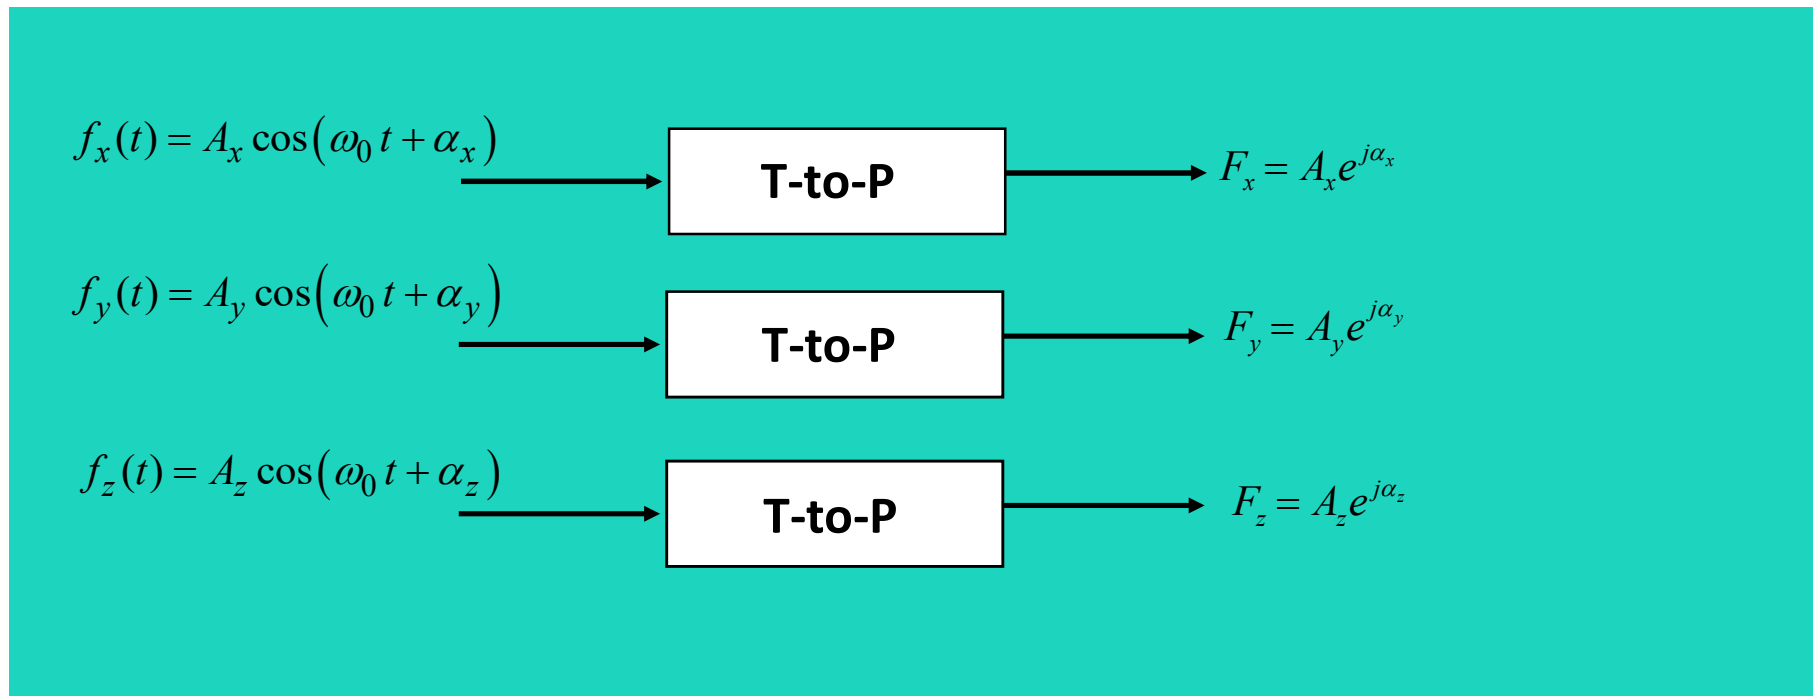 f_x(t) = A_x cos(ω_0 t + α_x)
T-to-P
F_x = A_x e^{jα_x}
f_y(t) = A_y cos(ω_0 t + α_y)
T-to-P
F_y = A_y e^{jα_y}
f_z(t) = A_z cos(ω_0 t + α_z)
T-to-P
F_z = A_z e^{jα_z}